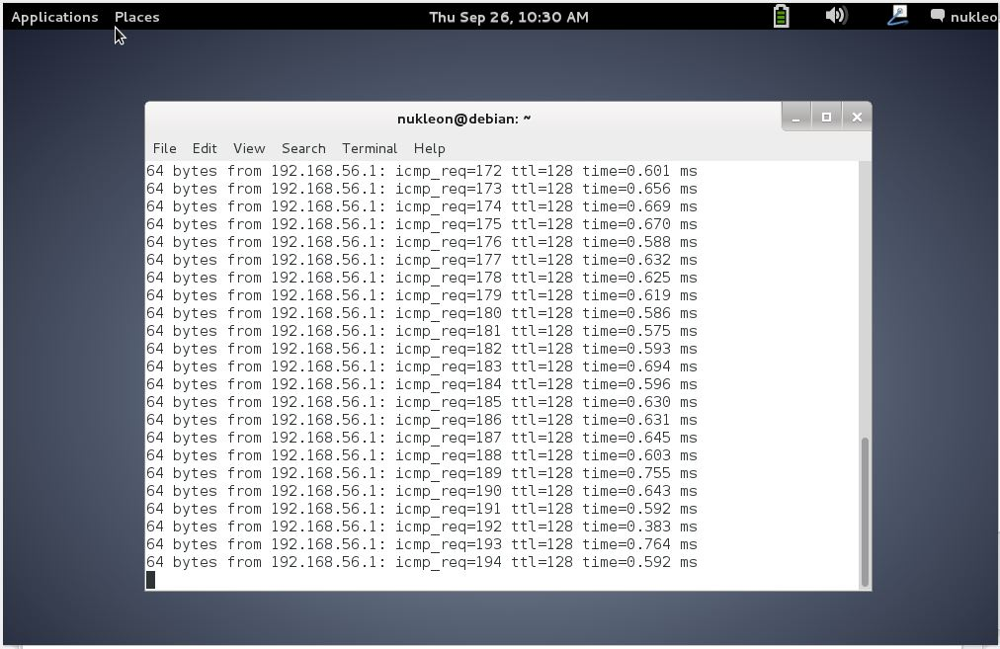 Applications Places Thu Sep 26, 10:30 AM
nukleon@debian: ~
File Edit View Search Terminal Help
64 bytes from 192.168.56.1: icmp_req=172 ttl=128 time=0.601 ms
64 bytes from 192.168.56.1: icmp_req=173 ttl=128 time=0.656 ms
64 bytes from 192.168.56.1: icmp_req=174 ttl=128 time=0.669 ms
64 bytes from 192.168.56.1: icmp_req=175 ttl=128 time=0.670 ms
64 bytes from 192.168.56.1: icmp_req=176 ttl=128 time=0.588 ms
64 bytes from 192.168.56.1: icmp_req=177 ttl=128 time=0.632 ms
64 bytes from 192.168.56.1: icmp_req=178 ttl=128 time=0.625 ms
64 bytes from 192.168.56.1: icmp_req=179 ttl=128 time=0.619 ms
64 bytes from 192.168.56.1: icmp_req=180 ttl=128 time=0.586 ms
64 bytes from 192.168.56.1: icmp_req=181 ttl=128 time=0.575 ms
64 bytes from 192.168.56.1: icmp_req=182 ttl=128 time=0.593 ms
64 bytes from 192.168.56.1: icmp_req=183 ttl=128 time=0.694 ms
64 bytes from 192.168.56.1: icmp_req=184 ttl=128 time=0.596 ms
64 bytes from 192.168.56.1: icmp_req=185 ttl=128 time=0.630 ms
64 bytes from 192.168.56.1: icmp_req=186 ttl=128 time=0.631 ms
64 bytes from 192.168.56.1: icmp_req=187 ttl=128 time=0.645 ms
64 bytes from 192.168.56.1: icmp_req=188 ttl=128 time=0.603 ms
64 bytes from 192.168.56.1: icmp_req=189 ttl=128 time=0.755 ms
64 bytes from 192.168.56.1: icmp_req=190 ttl=128 time=0.643 ms
64 bytes from 192.168.56.1: icmp_req=191 ttl=128 time=0.592 ms
64 bytes from 192.168.56.1: icmp_req=192 ttl=128 time=0.383 ms
64 bytes from 192.168.56.1: icmp_req=193 ttl=128 time=0.764 ms
64 bytes from 192.168.56.1: icmp_req=194 ttl=128 time=0.592 ms